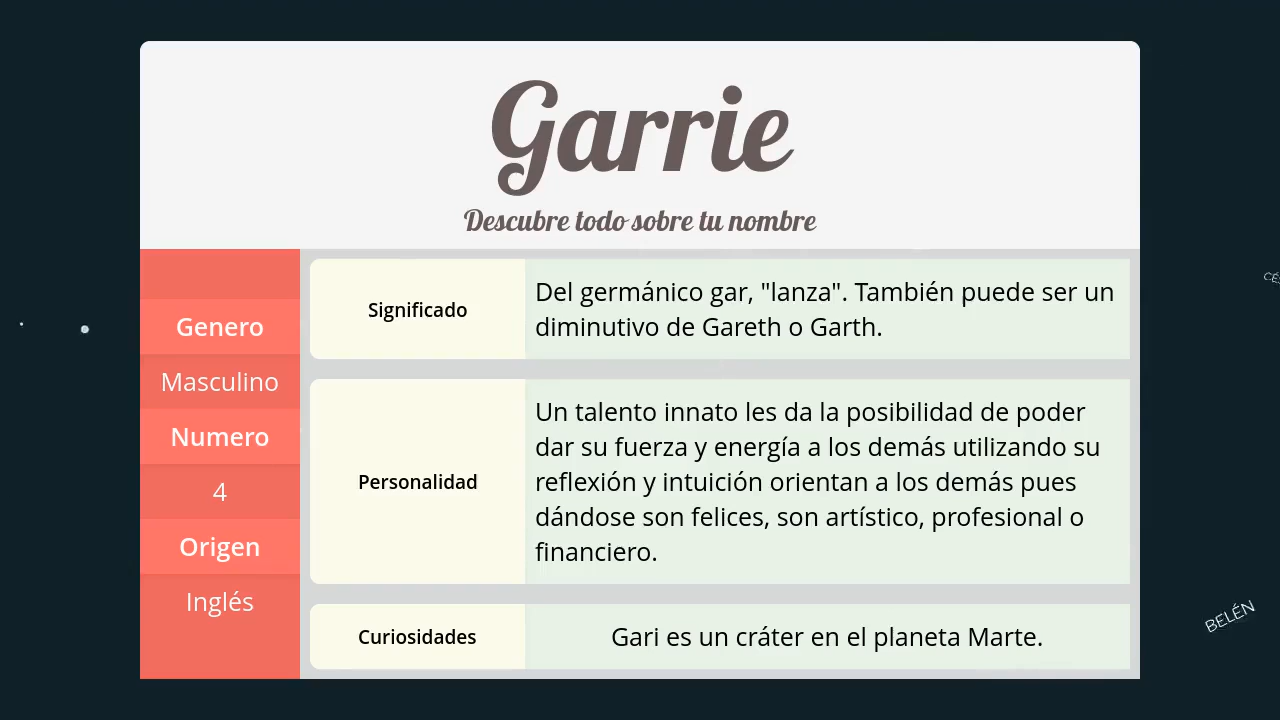 Garrie
Descubre todo sobre tu nombre
Genero
Masculino
Numero
4
Origen
Inglés
Significado
Del germánico gar, "lanza". También puede ser un
diminutivo de Gareth o Garth.
Personalidad
Un talento innato les da la posibilidad de poder
dar su fuerza y energía a los demás utilizando su
reflexión y intuición orientan a los demás pues
dándose son felices, son artístico, profesional o
financiero.
Curiosidades
Gari es un cráter en el planeta Marte.
BELÉN